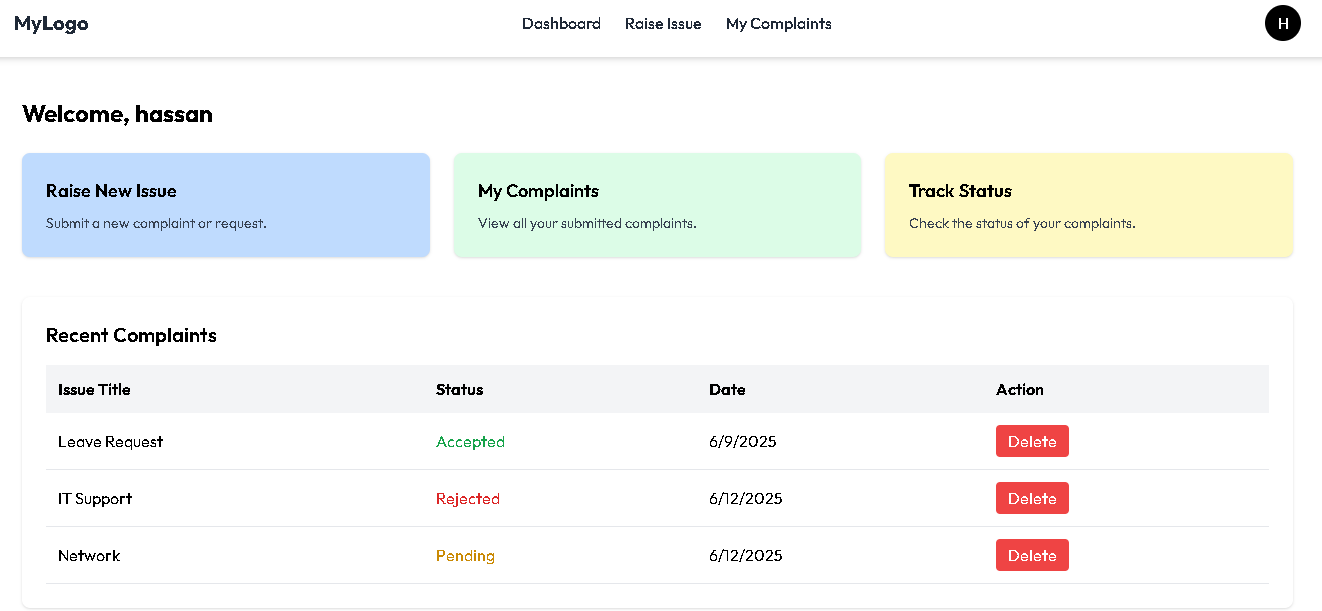 MyLogo Dashboard Raise Issue My Complaints H
Welcome, hassan
Raise New Issue
Submit a new complaint or request.
My Complaints
View all your submitted complaints.
Track Status
Check the status of your complaints.
Recent Complaints
Issue Title Status Date Action
Leave Request Accepted 6/9/2025 Delete
IT Support Rejected 6/12/2025 Delete
Network Pending 6/12/2025 Delete